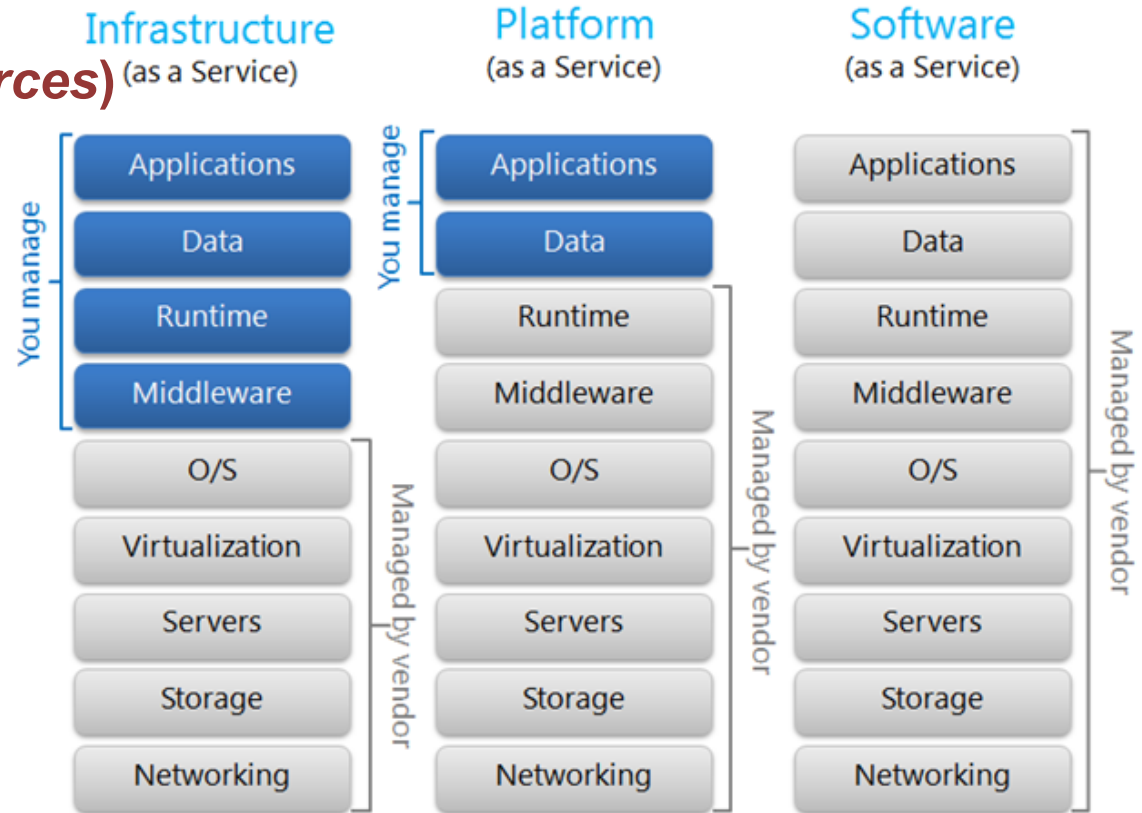 Infrastructure
(as a Service)
rces)
You manage
Applications
Data
Runtime
Middleware
O/S
Virtualization
Servers
Storage
Networking
Managed by vendor
Platform
(as a Service)
You manage
Applications
Data
Runtime
Middleware
O/S
Virtualization
Servers
Storage
Networking
Managed by vendor
Software
(as a Service)
Applications
Data
Runtime
Middleware
O/S
Virtualization
Servers
Storage
Networking
Managed by vendor